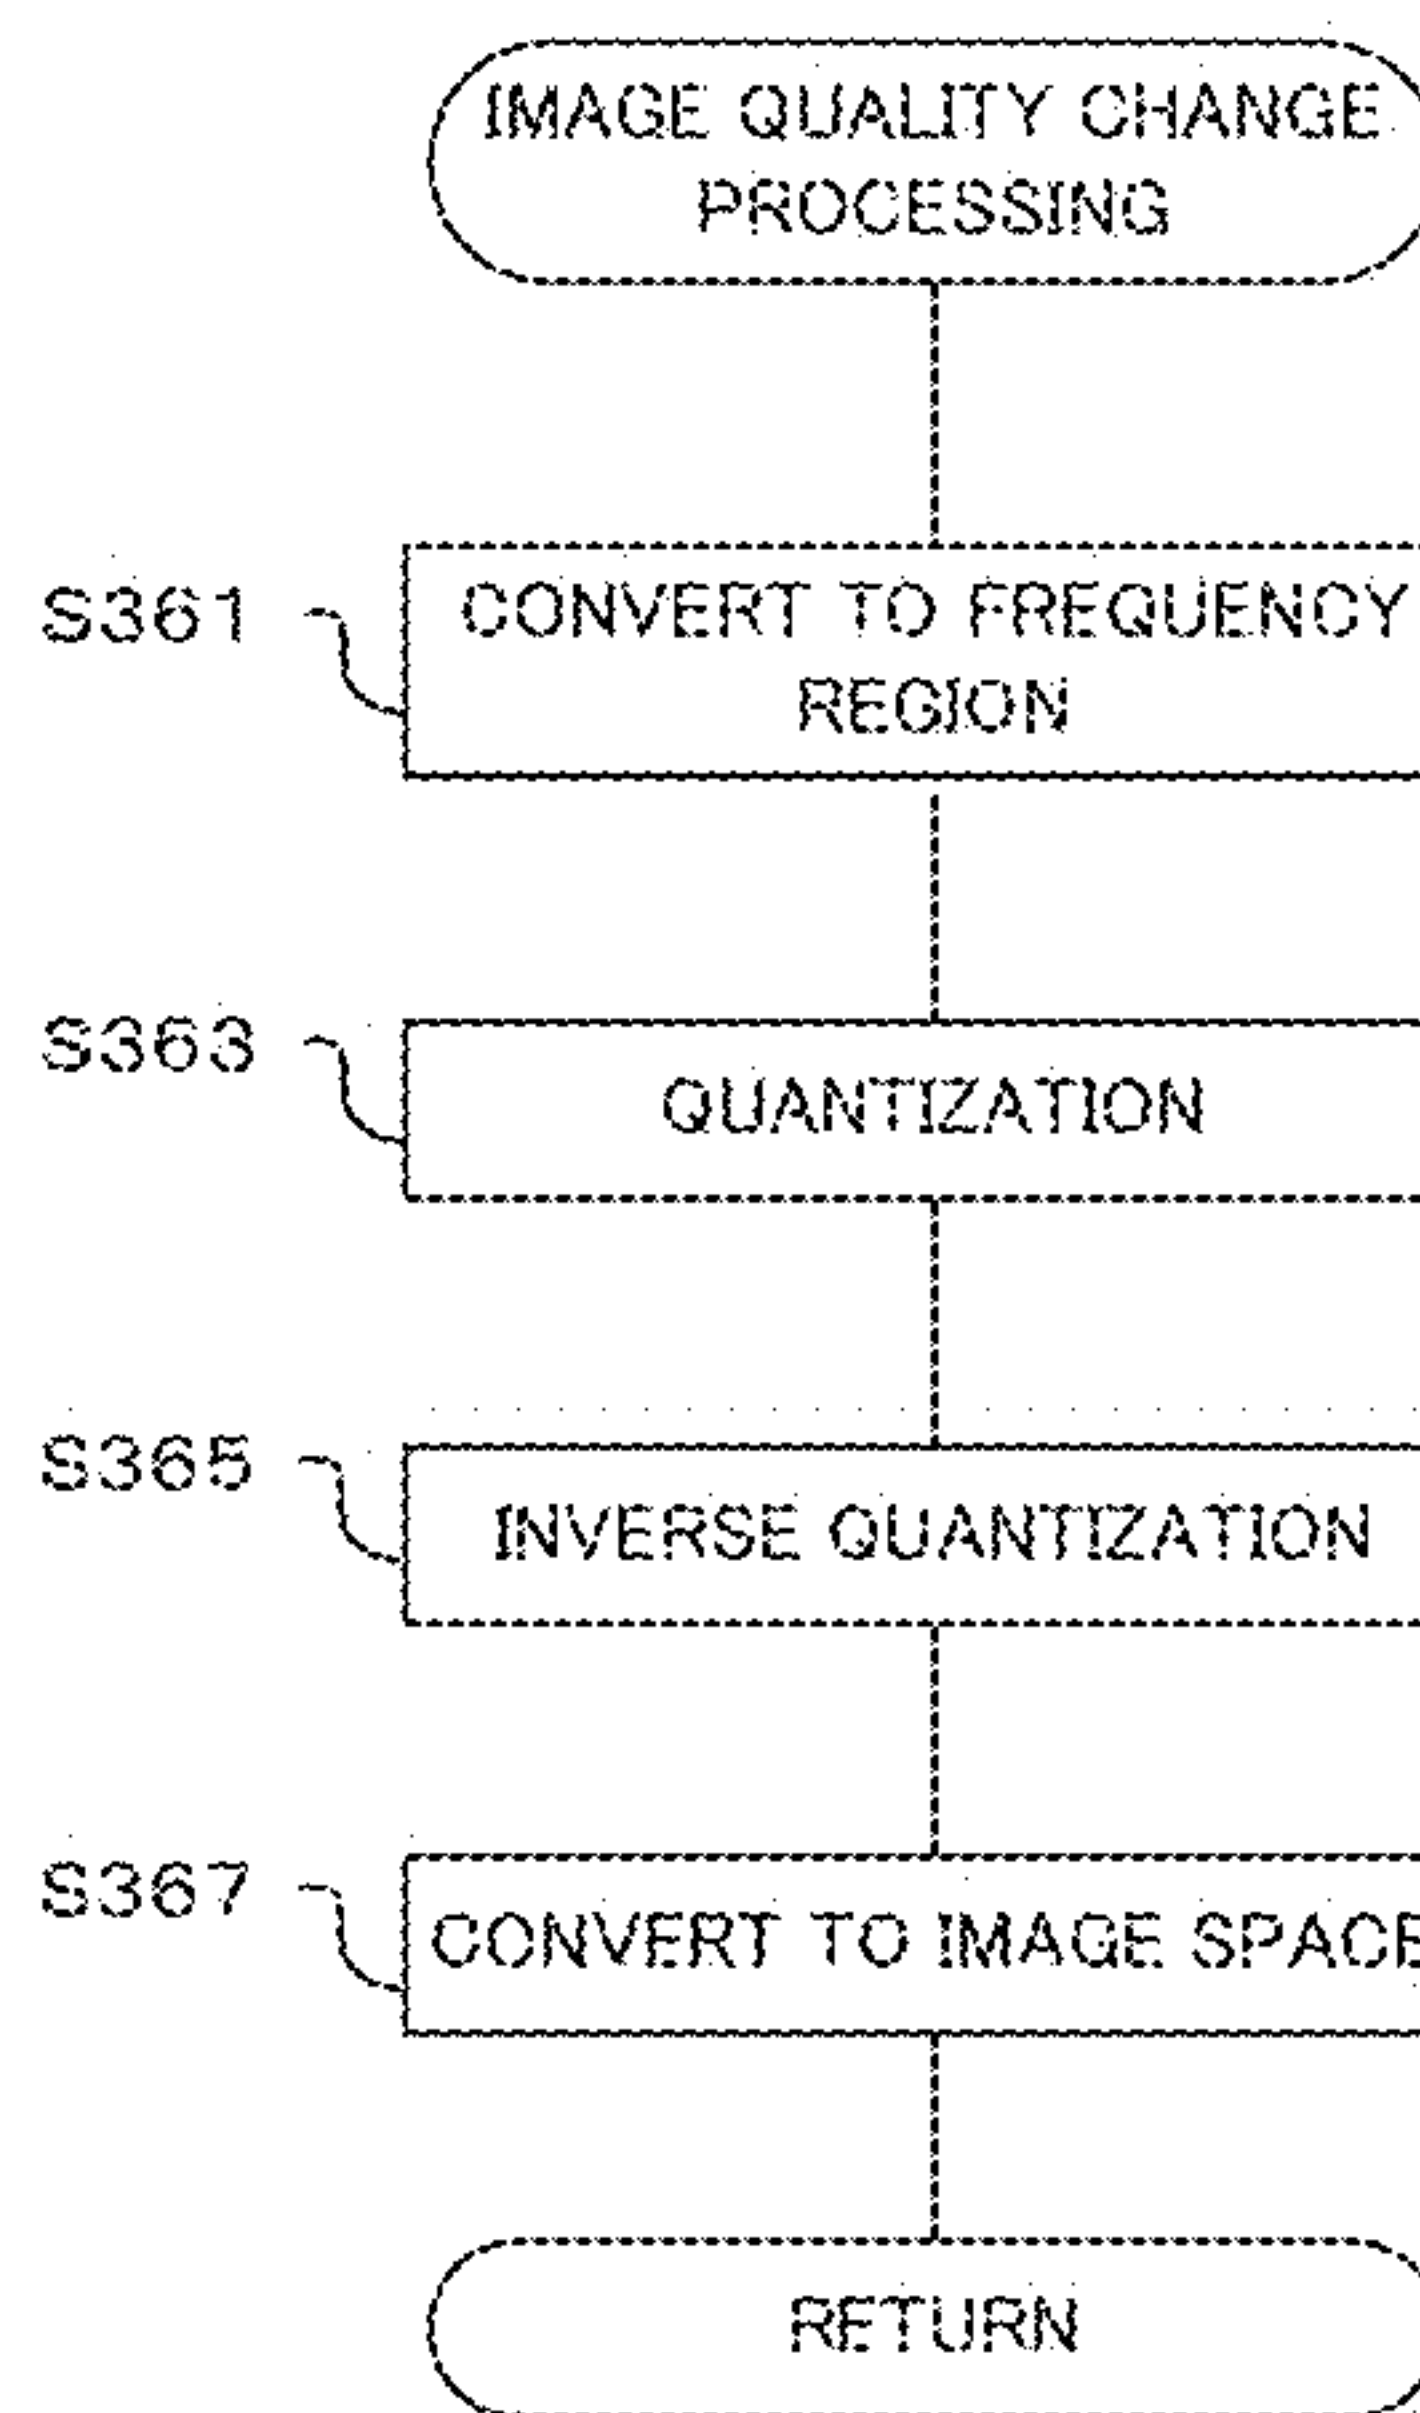 IMAGE QUALITY CHANGE
PROCESSING
S361
CONVERT TO FREQUENCY
REGION
S363
QUANTIZATION
S365
INVERSE QUANTIZATION
S367
CONVERT TO IMAGE SPACE
RETURN